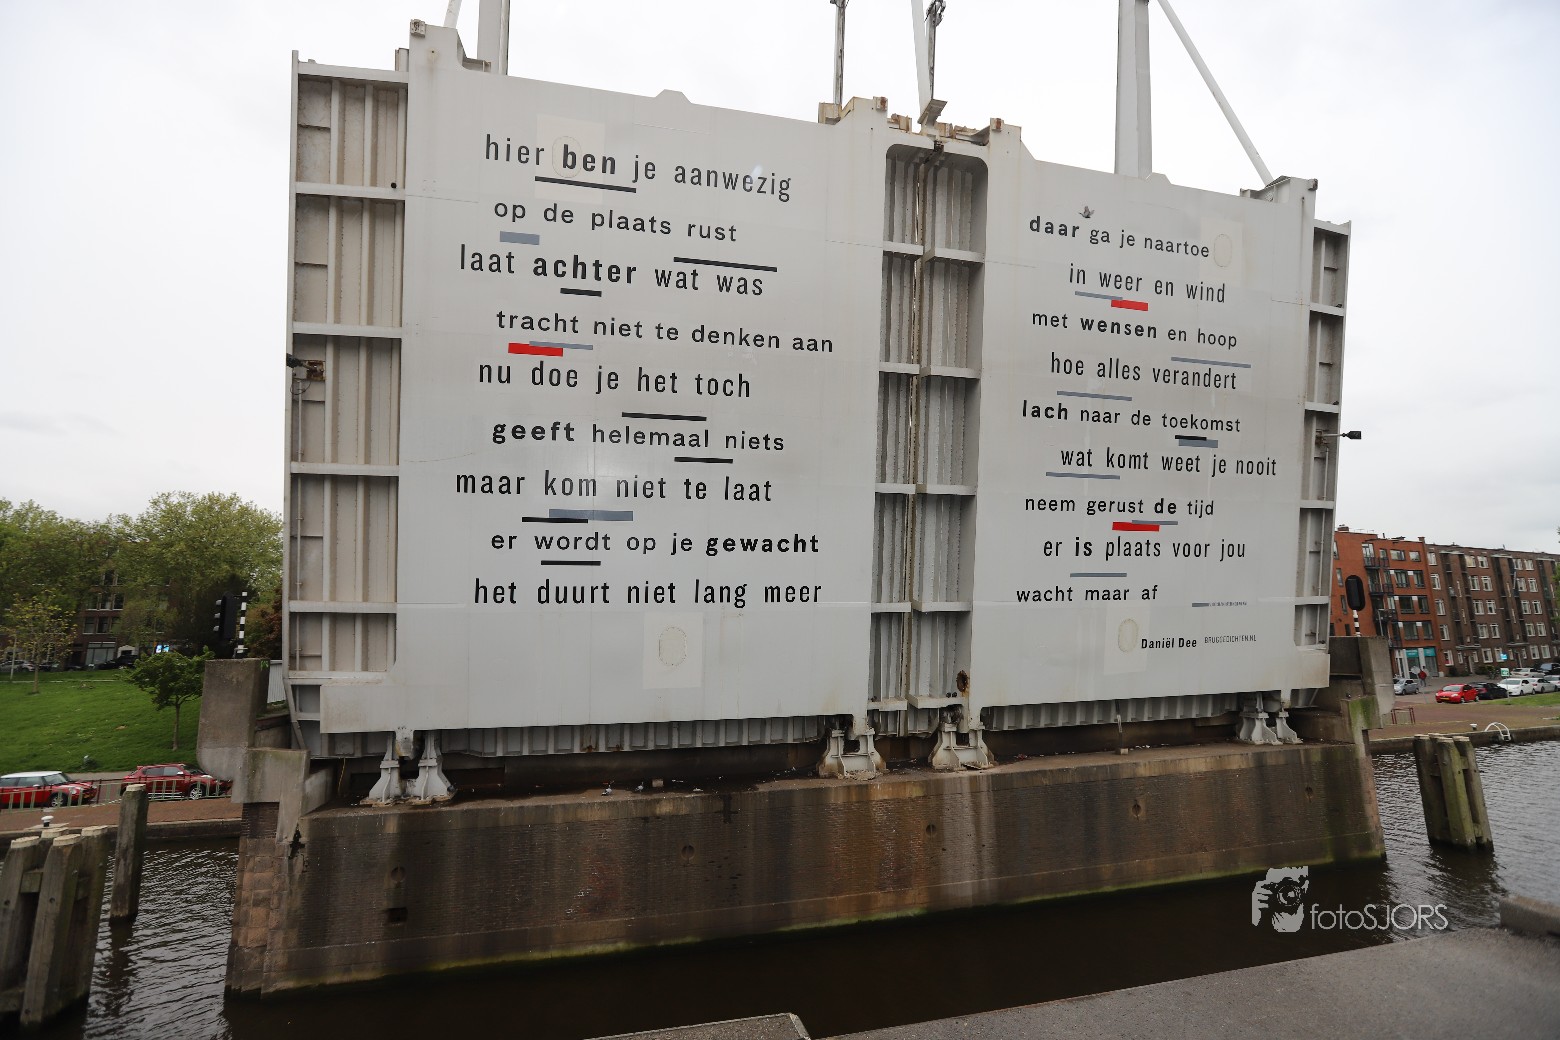 hier ben je aanwezig
op de plaats rust
laat achter wat was
tracht niet te denken aan
nu doe je het toch
geeft helemaal niets
maar kom niet te laat
er wordt op je gewacht
het duurt niet lang meer
daar ga je naartoe
in weer en wind
met wensen en hoop
hoe alles verandert
lach naar de toekomst
wat komt weet je nooit
neem gerust de tijd
er is plaats voor jou
wacht maar af
Daniël Dee BRUGGEDICHTEN.NL
fotoSJORS